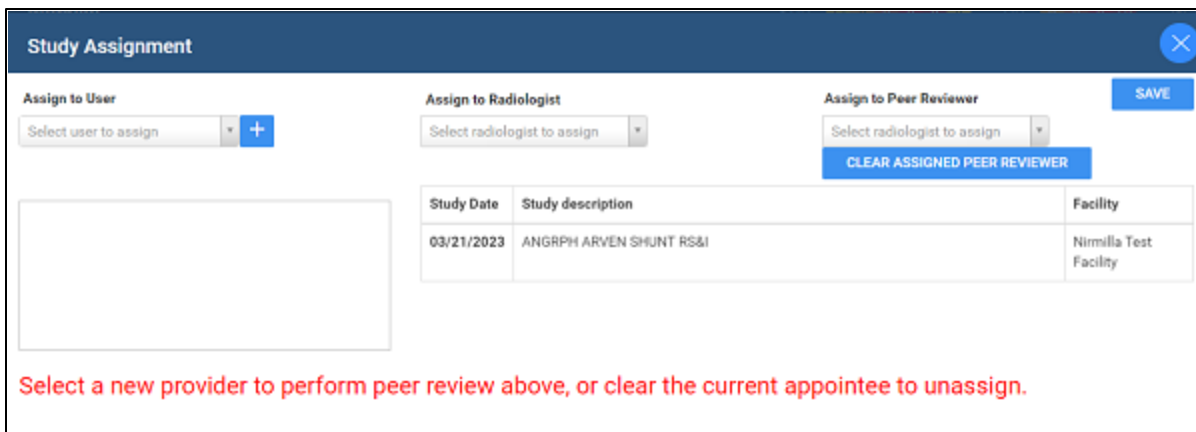 Study Assignment
Assign to User
Select user to assign
+
Assign to Radiologist
Select radiologist to assign
Assign to Peer Reviewer
Select radiologist to assign
SAVE
CLEAR ASSIGNED PEER REVIEWER
Study Date Study description Facility
03/21/2023 ANGRPH ARVEN SHUNT RS&I Nirmilla Test
Facility
Select a new provider to perform peer review above, or clear the current appointee to unassign.